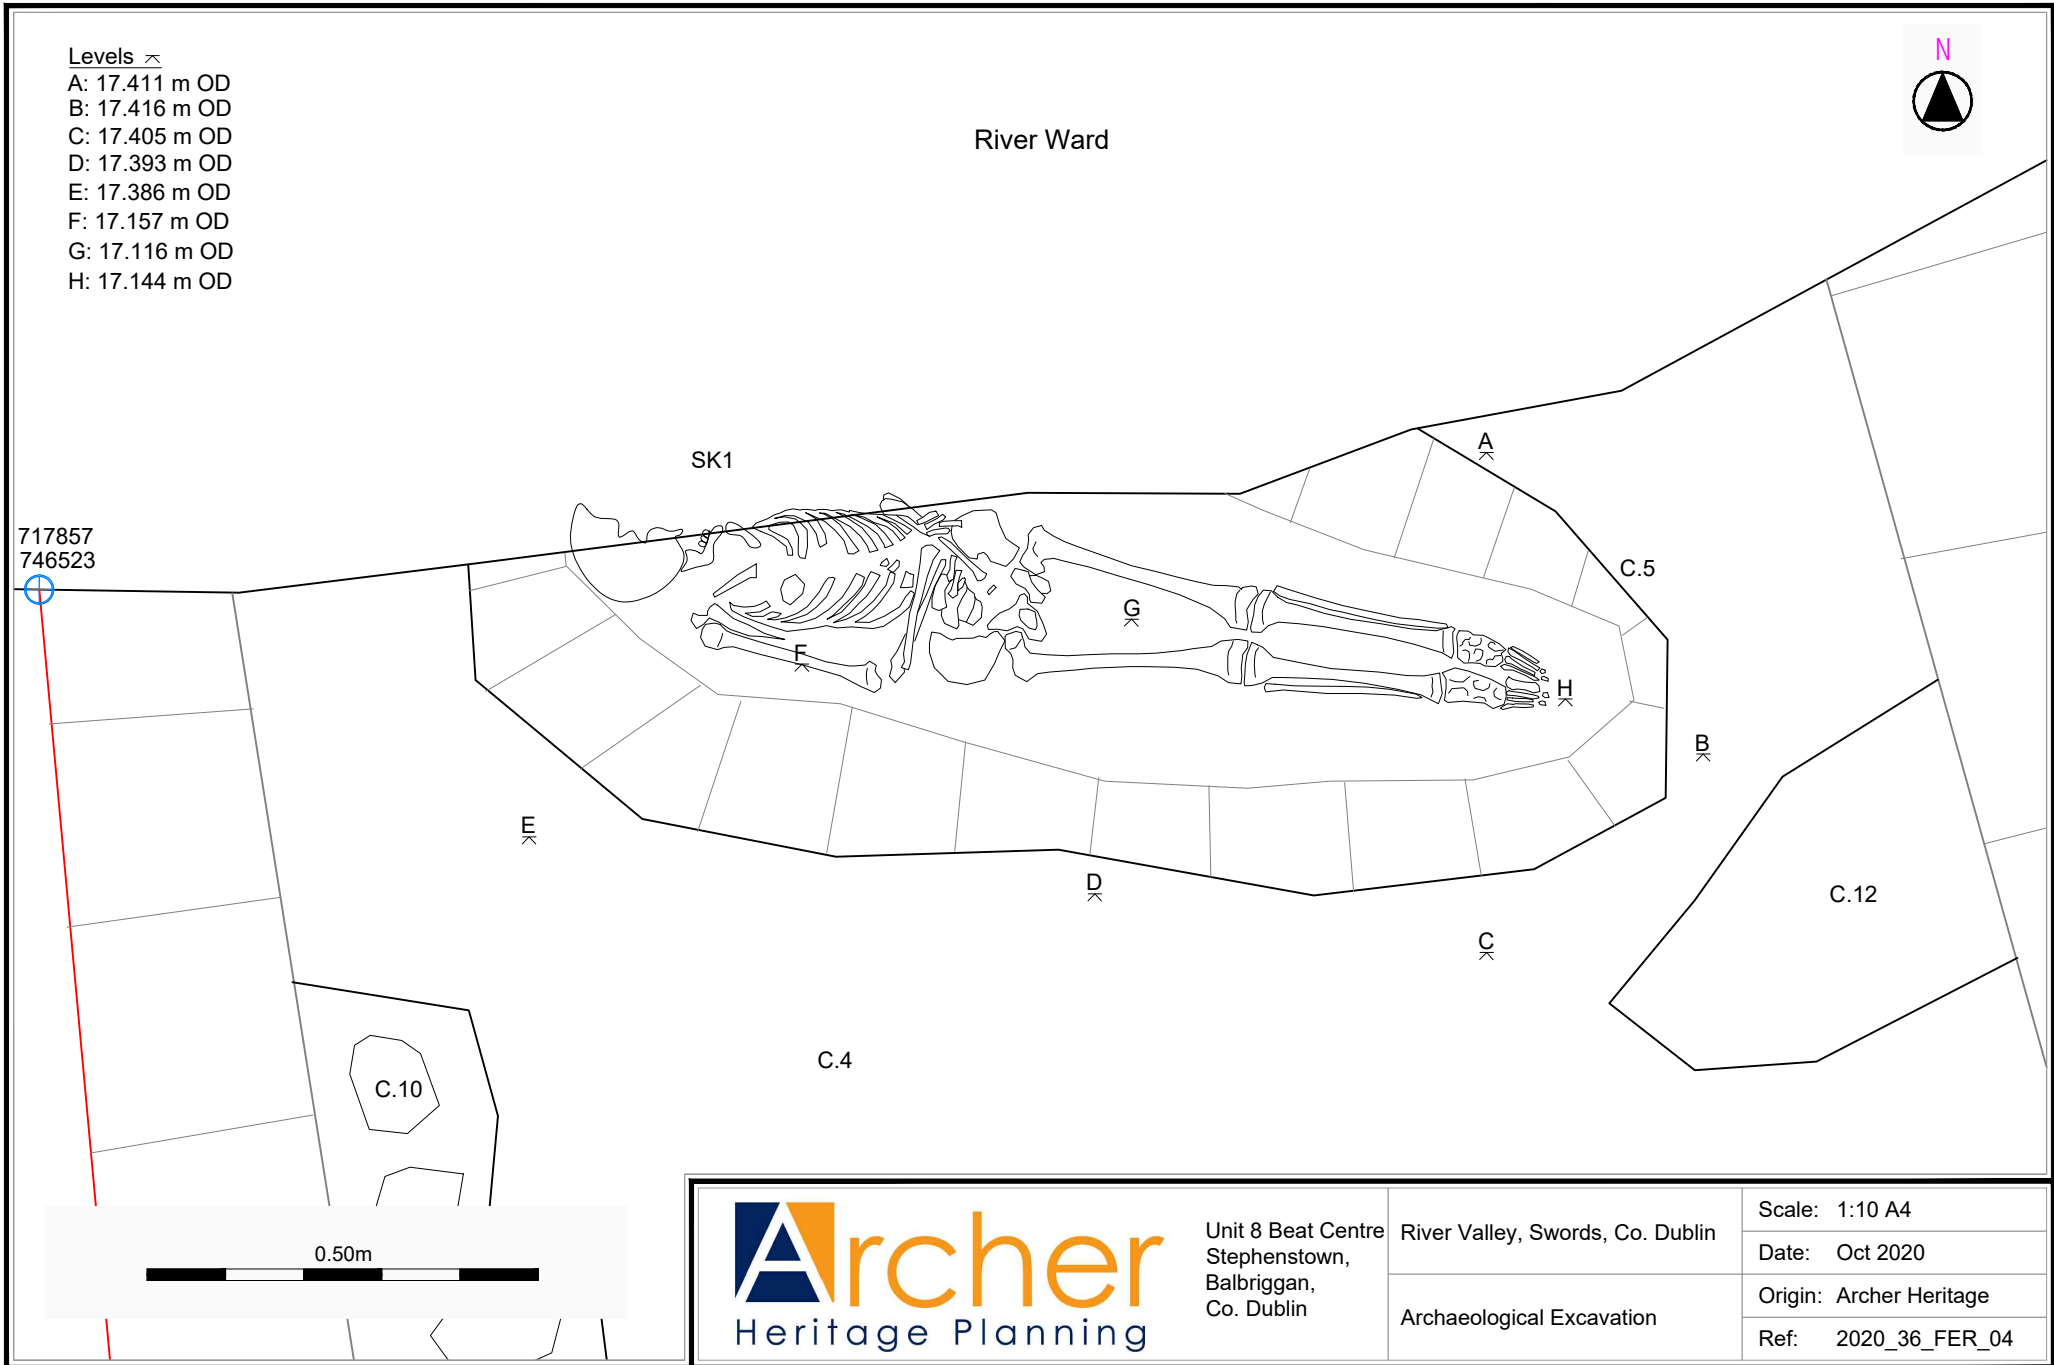 Levels
A: 17.411 m OD
B: 17.416 m OD
C: 17.405 m OD
D: 17.393 m OD
E: 17.386 m OD
F: 17.157 m OD
G: 17.116 m OD
H: 17.144 m OD
N
River Ward
SK1
A
717857
746523
C.5
G
F
H
B
E
D
C.12
C
C.4
C.10
0.50m
Archer
Heritage Planning
Unit 8 Beat Centre
Stephenstown,
Balbriggan,
Co. Dublin
River Valley, Swords, Co. Dublin
Archaeological Excavation
Scale: 1:10 A4
Date: Oct 2020
Origin: Archer Heritage
Ref: 2020_36_FER_04